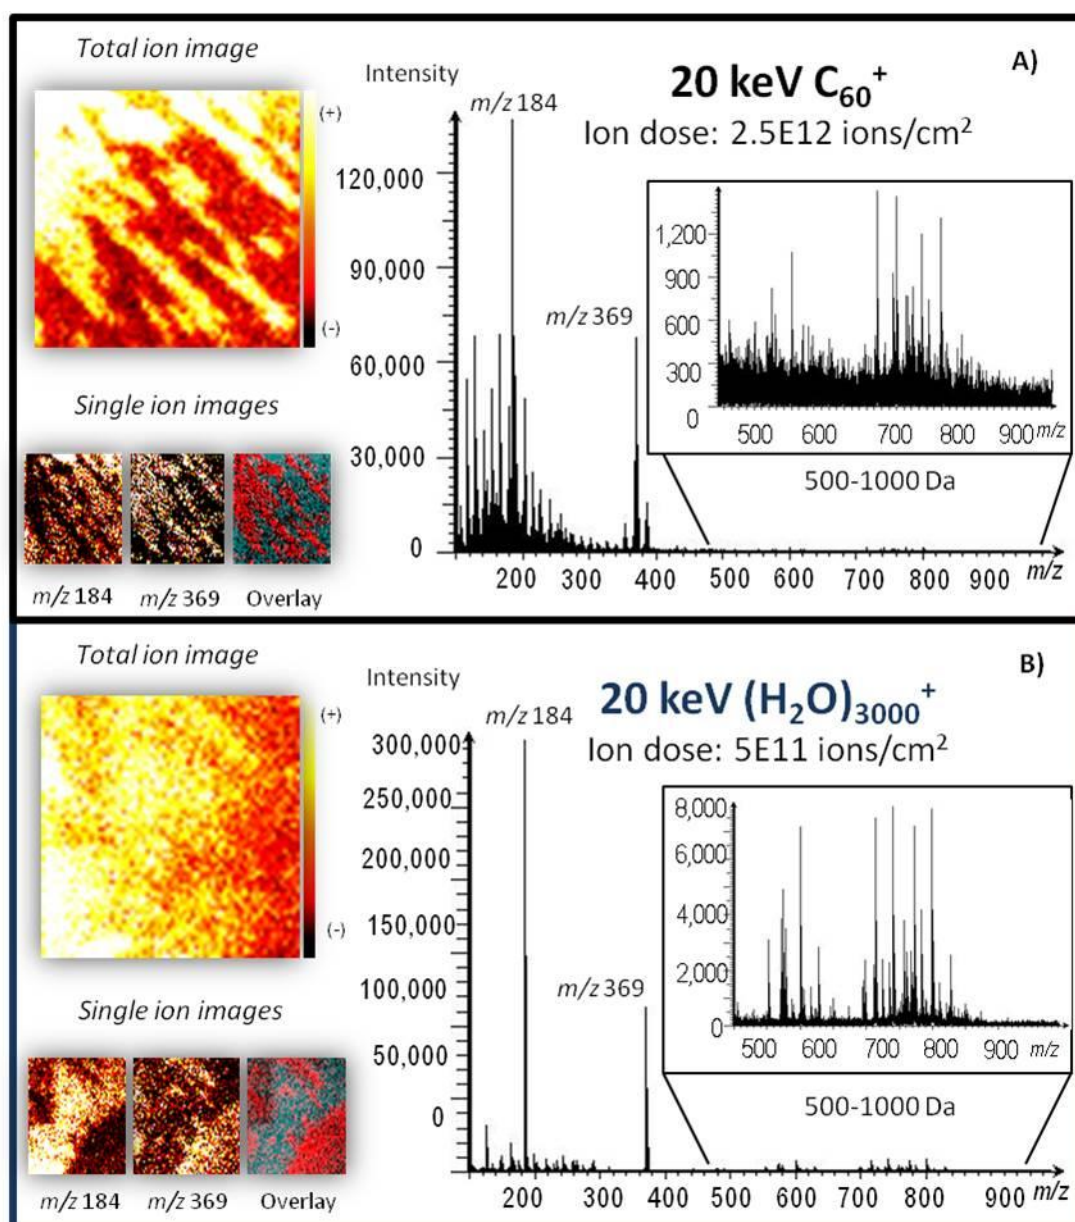 Total ion image
(+)
(-)
Single ion images
m/z 184 m/z 369 Overlay
A)
20 keV C60+
Ion dose: 2.5E12 ions/cm2
Intensity
m/z 184
m/z 369
120,000
90,000
60,000
30,000
0
200 300 400 500 600 700 800 900 m/z
1,200
900
600
300
0
500 600 700 800 900 m/z
500-1000 Da
Total ion image
(+)
(-)
Single ion images
m/z 184 m/z 369 Overlay
B)
20 keV (H2O)3000+
Ion dose: 5E11 ions/cm2
Intensity
m/z 184
m/z 369
300,000
250,000
200,000
150,000
100,000
50,000
0
200 300 400 500 600 700 800 900 m/z
8,000
6,000
4,000
2,000
0
500 600 700 800 900 m/z
500-1000 Da